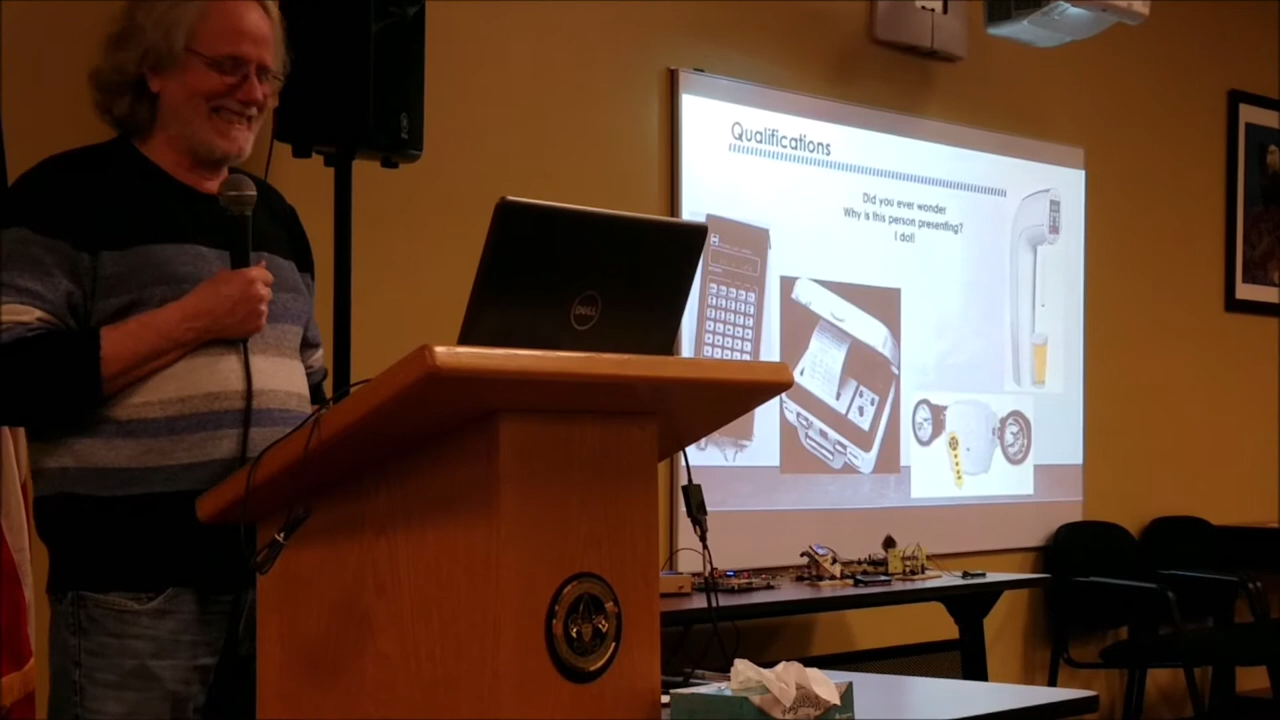 Qualifications
Did you ever wonder
Why is this person presenting?
I do!
DELL